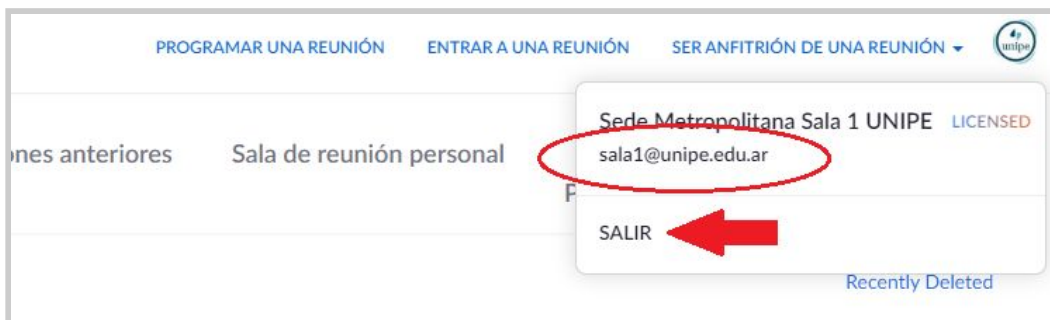 PROGRAMAR UNA REUNIÓN ENTRAR A UNA REUNIÓN SER ANFITRIÓN DE UNA REUNIÓN
unipe
Sede Metropolitana Sala 1 UNIPE LICENSED
ones anteriores Sala de reunión personal
sala1@unipe.edu.ar
P
SALIR
Recently Deleted